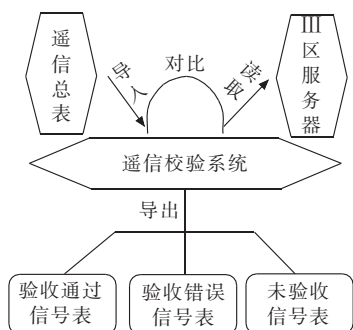 遥信总表
导入
对比
读取
Ⅲ区服务器
遥信校验系统
导出
验收通过
信号表
验收错误
信号表
未验收
信号表